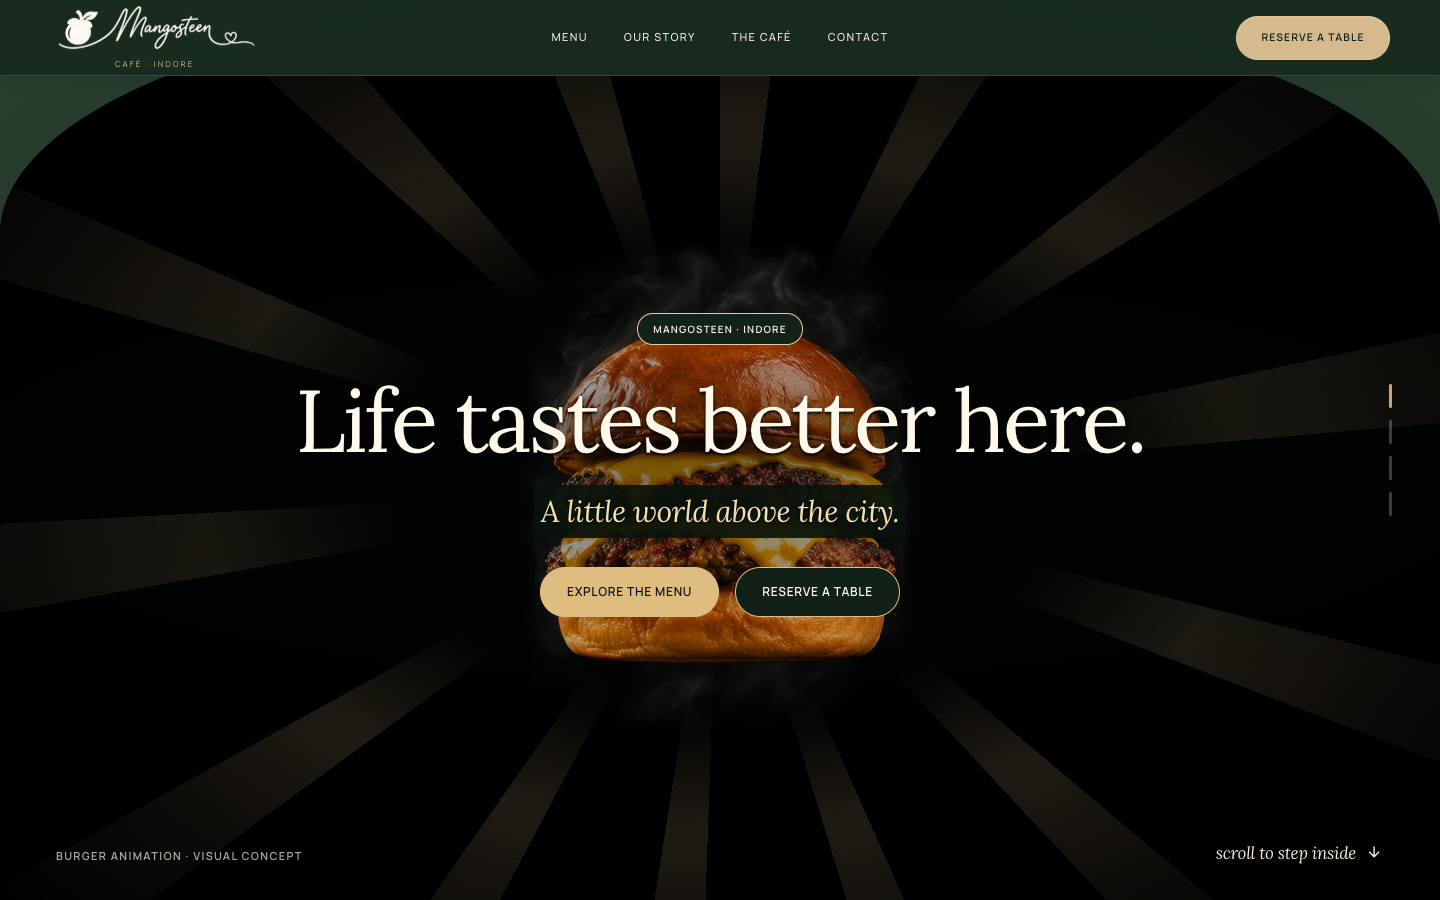 Mangosteen
CAFÉ · INDORE
MENU
OUR STORY
THE CAFÉ
CONTACT
RESERVE A TABLE
MANGOSTEEN · INDORE
Life tastes better here.
A little world above the city.
EXPLORE THE MENU
RESERVE A TABLE
BURGER ANIMATION · VISUAL CONCEPT
scroll to step inside ↓